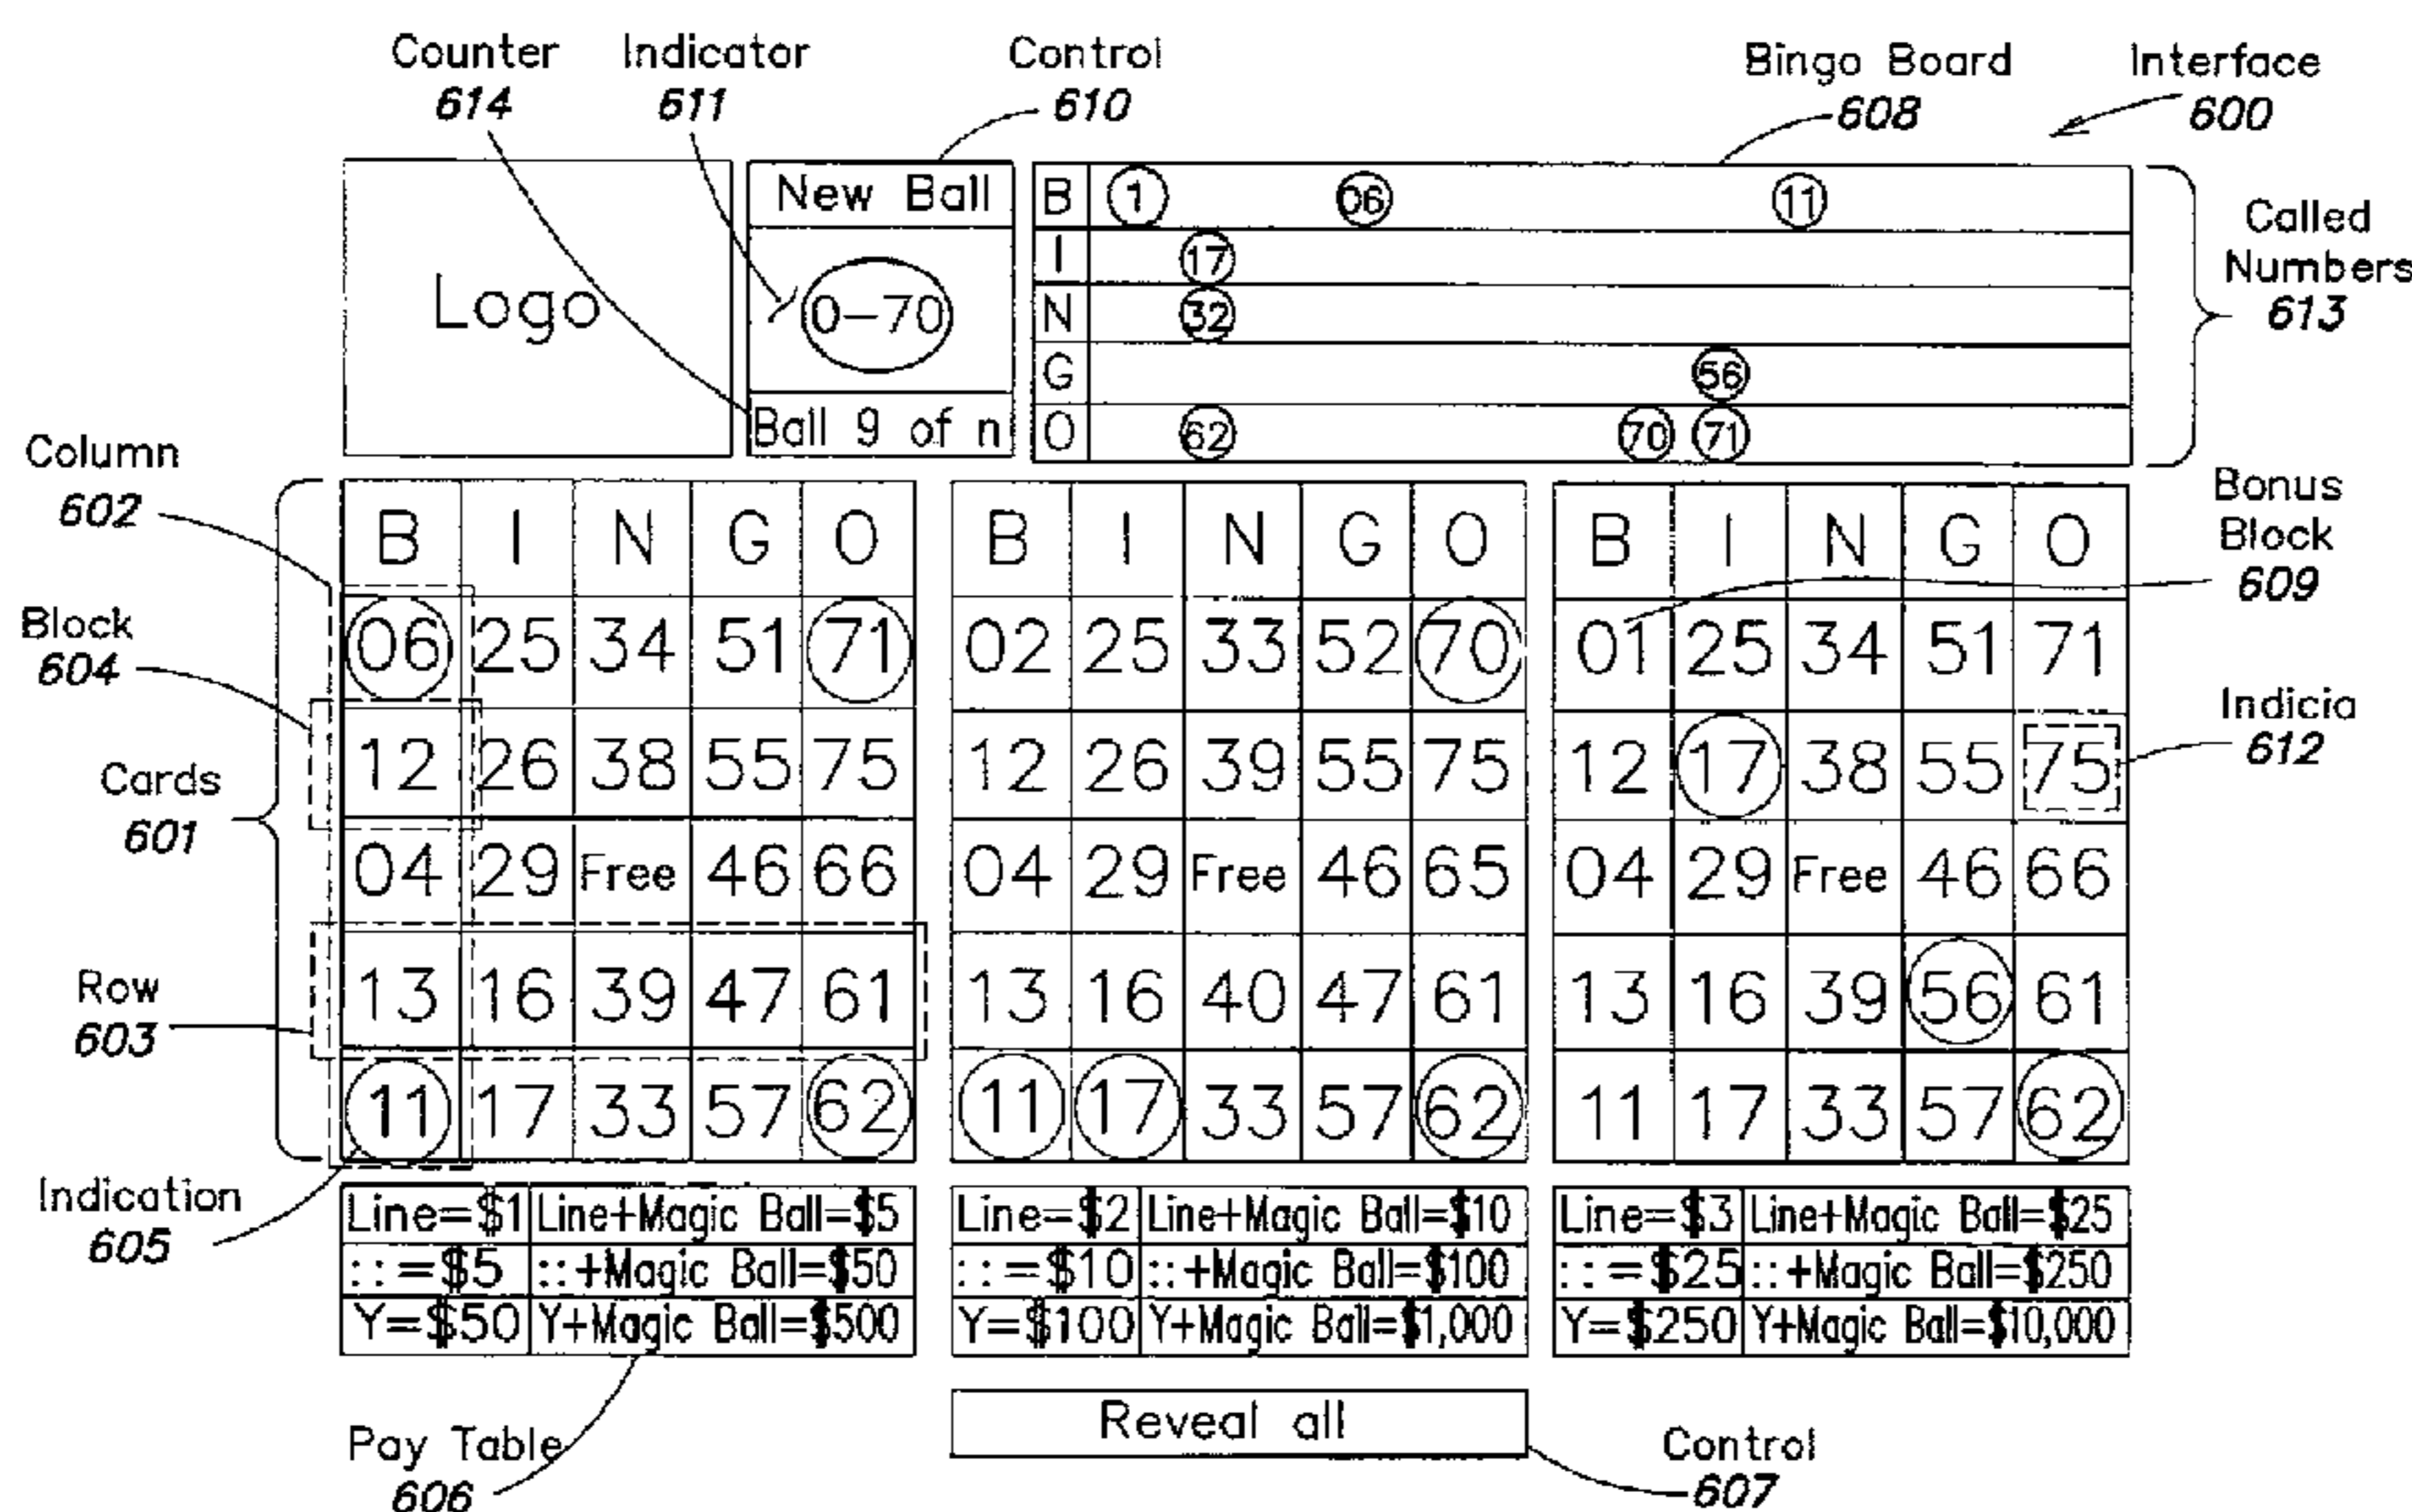 Counter 614
Indicator 611
Control 610
Bingo Board 608
Interface 600
Logo
New Ball
0-70
Ball 9 of n
B 1 06 11
I 17
N 32
G 56
O 62 70 71
Called Numbers 613
Column 602
Block 604
Cards 601
Row 603
Indication 605
B I N G O
06 25 34 51 71
12 26 38 55 75
04 29 Free 46 66
13 16 39 47 61
11 17 33 57 62
B I N G O
02 25 33 52 70
12 26 39 55 75
04 29 Free 46 65
13 16 40 47 61
11 17 33 57 62
B I N G O
01 25 34 51 71
12 17 38 55 75
04 29 Free 46 66
13 16 39 56 61
11 17 33 57 62
Bonus Block 609
Indicia 612
Line=$1 Line+Magic Ball=$5
::=$5 ::+Magic Ball=$50
Y=$50 Y+Magic Ball=$500
Line=$2 Line+Magic Ball=$10
::=$10 ::+Magic Ball=$100
Y=$100 Y+Magic Ball=$1,000
Line=$3 Line+Magic Ball=$25
::=$25 ::+Magic Ball=$250
Y=$250 Y+Magic Ball=$10,000
Pay Table 606
Reveal all
Control 607